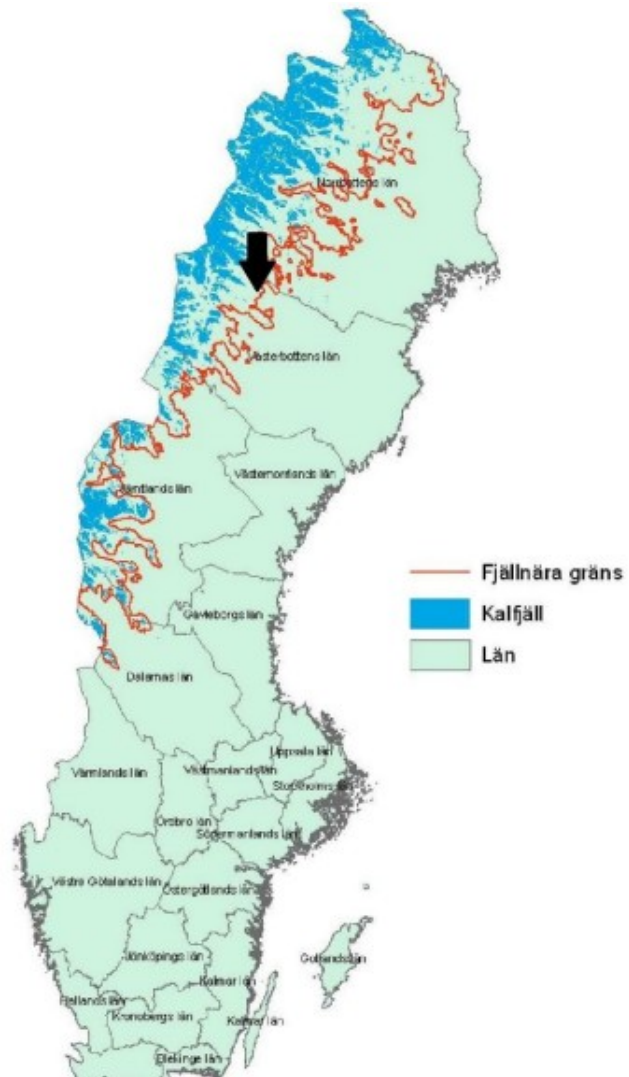 Norrbottens län
Västerbottens län
Jämtlands län
Västernorrlands län
Gävleborgs län
Dalarnas län
Värmlands län
Västmanlands län
Uppsala län
Stockholms län
Örebro län
Södermanlands län
Västra Götalands län
Östergötlands län
Jönköpings län
Gotlands län
Kalmar län
Hallands län
Kronobergs län
Kalmar län
Blekinge län
Fjällnära gräns
Kalfjäll
Län